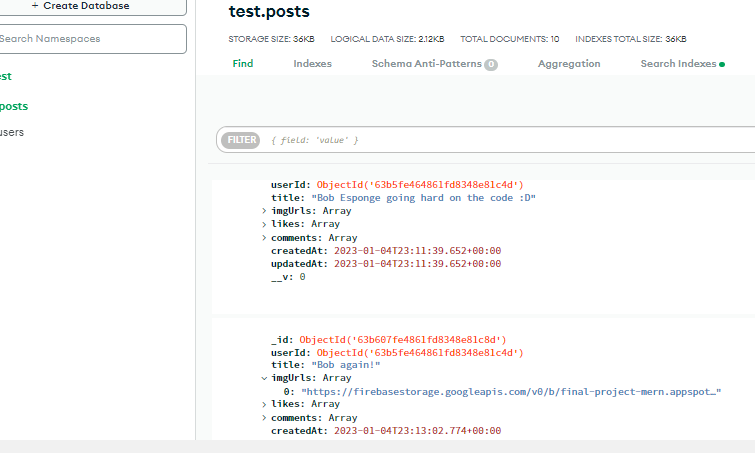 + Create Database
Search Namespaces
est
posts
users
test.posts
STORAGE SIZE: 36KB LOGICAL DATA SIZE: 2.12KB TOTAL DOCUMENTS: 10 INDEXES TOTAL SIZE: 36KB
Find Indexes Schema Anti-Patterns 0 Aggregation Search Indexes
FILTER { field: 'value' }
userId: ObjectId('63b5fe464861fd8348e81c4d')
title: "Bob Esponge going hard on the code :D"
imgUrls: Array
likes: Array
comments: Array
createdAt: 2023-01-04T23:11:39.652+00:00
updatedAt: 2023-01-04T23:11:39.652+00:00
__v: 0
_id: ObjectId('63b607fe4861fd8348e81c8d')
userId: ObjectId('63b5fe464861fd8348e81c4d')
title: "Bob again!"
imgUrls: Array
0: "https://firebasestorage.googleapis.com/v0/b/final-project-mern.appspot…"
likes: Array
comments: Array
createdAt: 2023-01-04T23:13:02.774+00:00